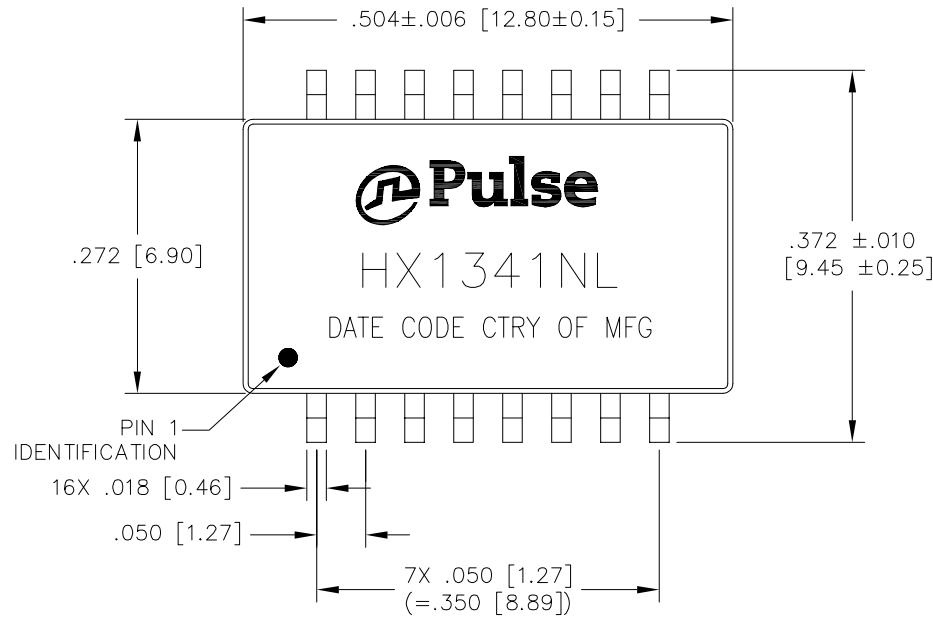 .504±.006 [12.80±0.15]
Pulse
.272 [6.90]
.372 ±.010
[9.45 ±0.25]
HX1341NL
DATE CODE CTRY OF MFG
PIN 1
IDENTIFICATION
16X .018 [0.46]
.050 [1.27]
7X .050 [1.27]
(=.350 [8.89])